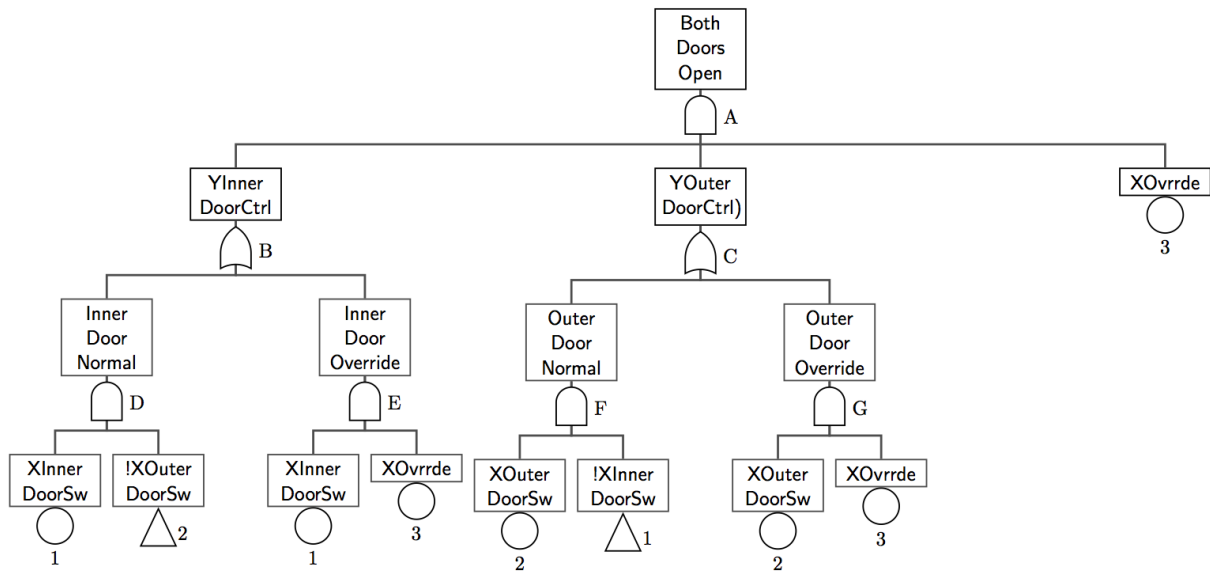 Both
Doors
Open
A
YInner
DoorCtrl
YOuter
DoorCtrl)
XOvrrde
3
B
C
Inner
Door
Normal
Inner
Door
Override
Outer
Door
Normal
Outer
Door
Override
D
E
F
G
XInner
DoorSw
1
!XOuter
DoorSw
2
XInner
DoorSw
1
XOvrrde
3
XOuter
DoorSw
2
!XInner
DoorSw
1
XOuter
DoorSw
2
XOvrrde
3